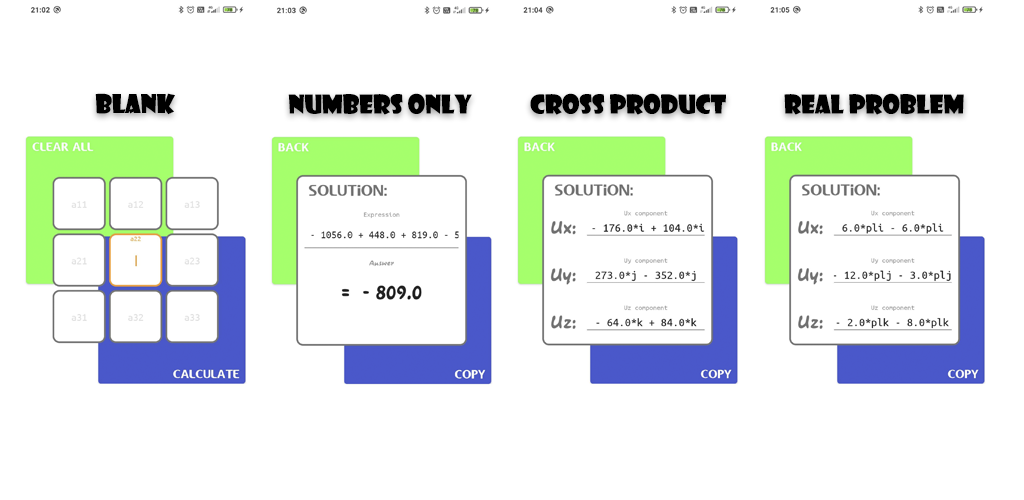 21:02
BLANK
CLEAR ALL
a11 a12 a13
a21 a22 a23
a31 a32 a33
CALCULATE
21:03
NUMBERS ONLY
BACK
SOLUTiON:
Expression
- 1056.0 + 448.0 + 819.0 - 5
Answer
= - 809.0
COPY
21:04
CROSS PRODUCT
BACK
SOLUTiON:
Ux component
Ux: - 176.0*i + 104.0*i
Uy component
Uy: 273.0*j - 352.0*j
Uz component
Uz: - 64.0*k + 84.0*k
COPY
21:05
REAL PROBLEM
BACK
SOLUTiON:
Ux component
Ux: 6.0*pli - 6.0*pli
Uy component
Uy: - 12.0*plj - 3.0*plj
Uz component
Uz: - 2.0*plk - 8.0*plk
COPY